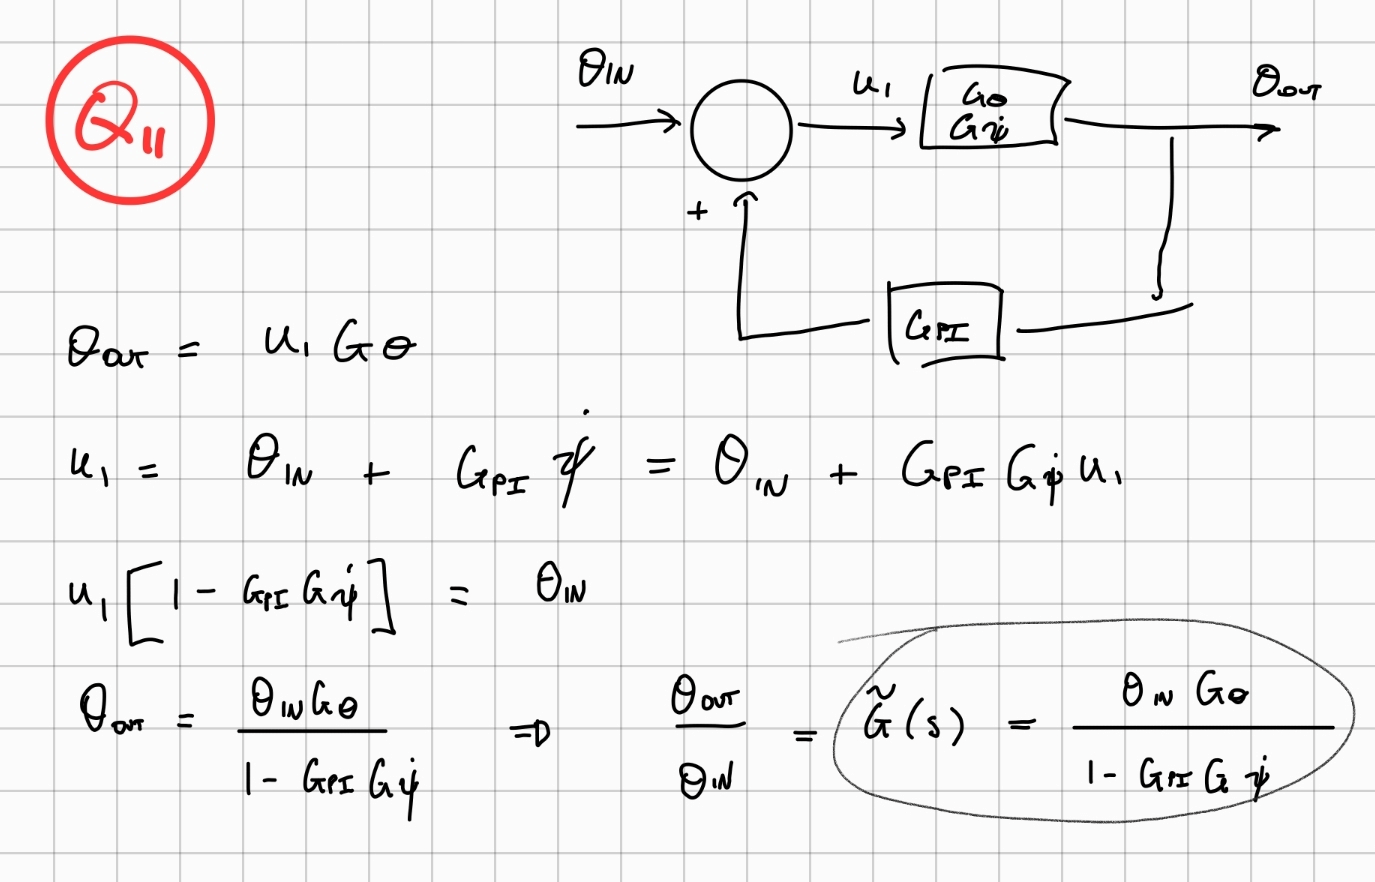 Q11
θIN
u1
Gθ
Gψ̇
θOUT
+
GPI
θOUT = u1 Gθ
u1 = θIN + GPI ψ̇ = θIN + GPI Gψ̇ u1
u1 [1 - GPI Gψ̇] = θIN
θOUT = θIN Gθ / 1 - GPI Gψ̇ ⇒ θOUT / θIN = G̃(s) = θIN Gθ / 1 - GPI Gψ̇